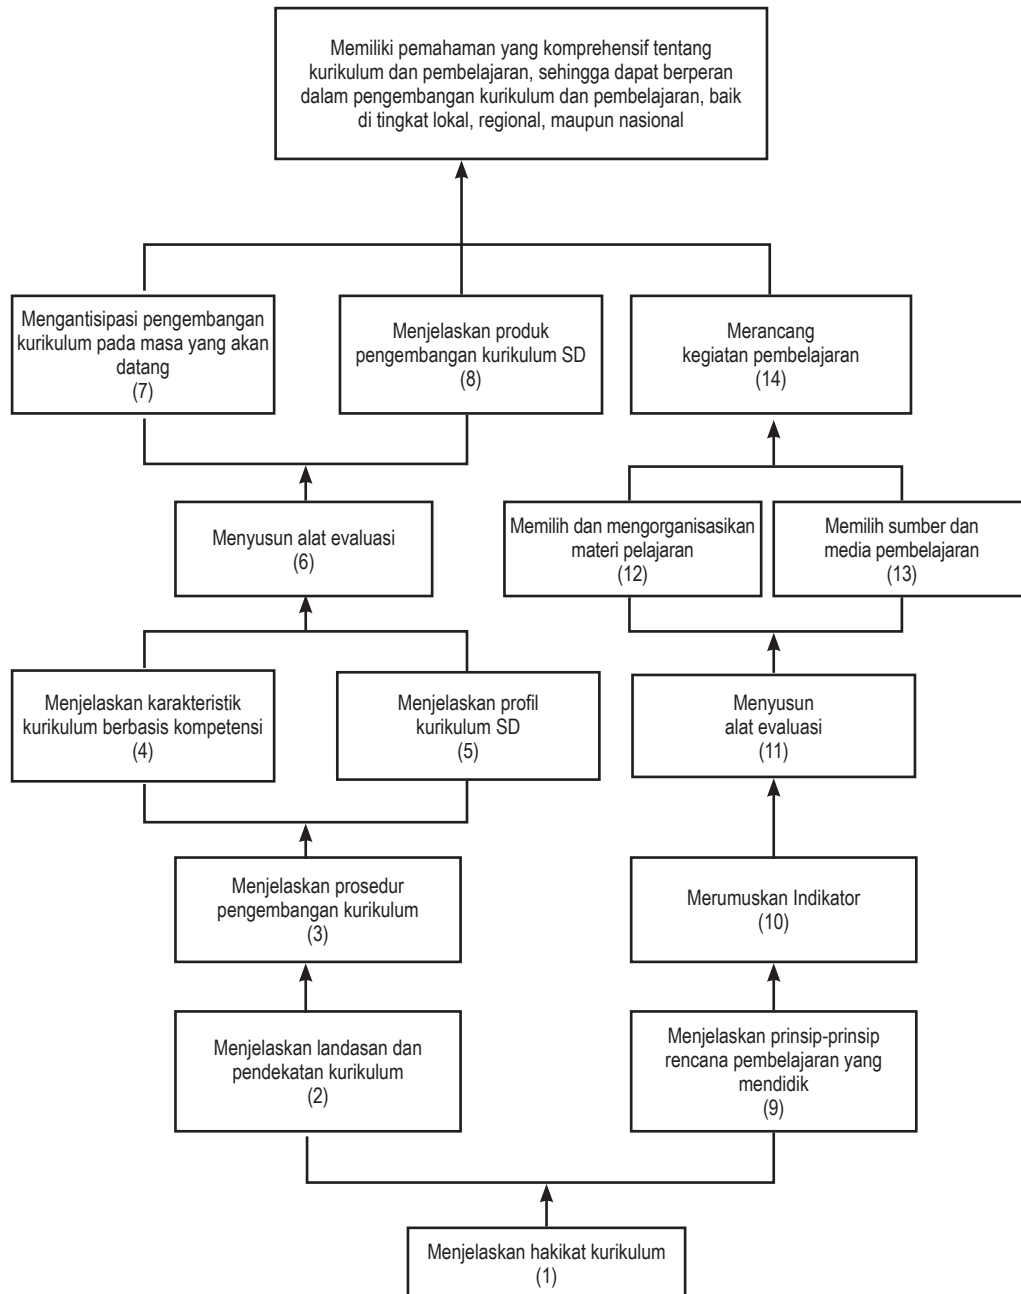 Memiliki pemahaman yang komprehensif tentang
kurikulum dan pembelajaran, sehingga dapat berperan
dalam pengembangan kurikulum dan pembelajaran, baik
di tingkat lokal, regional, maupun nasional
Mengantisipasi pengembangan
kurikulum pada masa yang akan
datang
(7)
Menjelaskan produk
pengembangan kurikulum SD
(8)
Merancang
kegiatan pembelajaran
(14)
Menyusun alat evaluasi
(6)
Memilih dan mengorganisasikan
materi pelajaran
(12)
Memilih sumber dan
media pembelajaran
(13)
Menjelaskan karakteristik
kurikulum berbasis kompetensi
(4)
Menjelaskan profil
kurikulum SD
(5)
Menyusun
alat evaluasi
(11)
Menjelaskan prosedur
pengembangan kurikulum
(3)
Merumuskan Indikator
(10)
Menjelaskan landasan dan
pendekatan kurikulum
(2)
Menjelaskan prinsip-prinsip
rencana pembelajaran yang
mendidik
(9)
Menjelaskan hakikat kurikulum
(1)